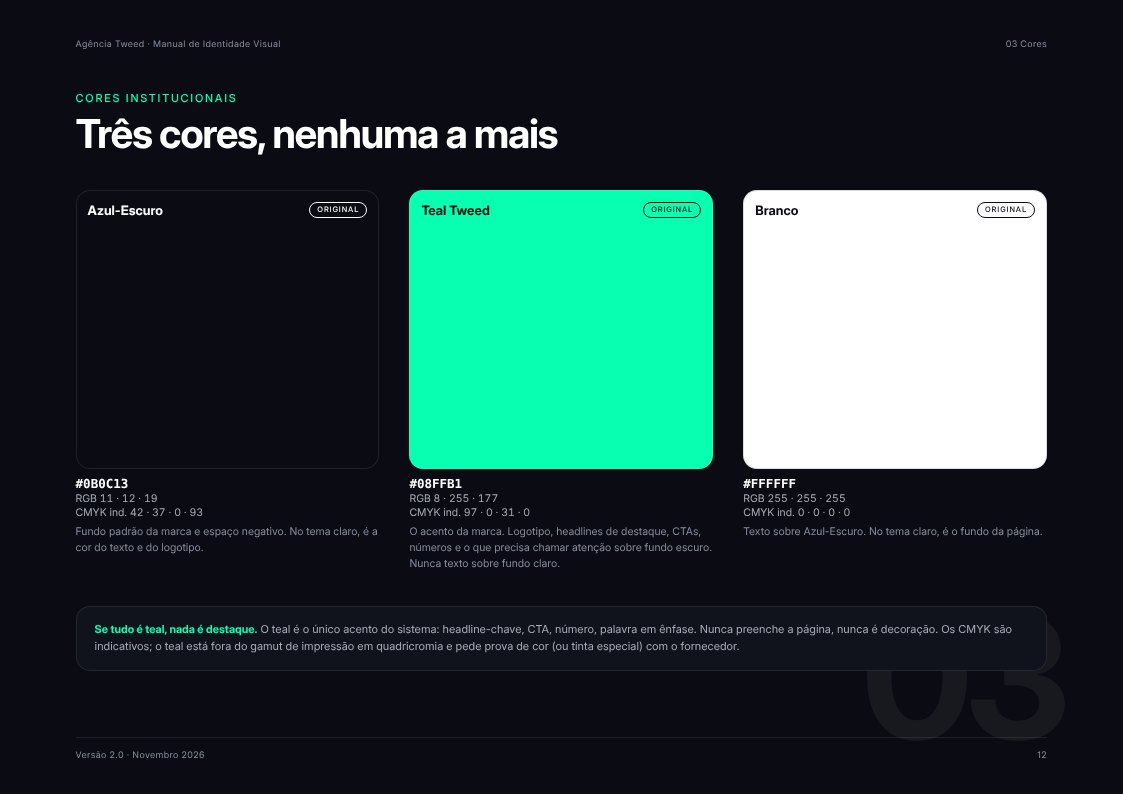 Agência Tweed · Manual de Identidade Visual
03 Cores
CORES INSTITUCIONAIS
Três cores, nenhuma a mais
Azul-Escuro
ORIGINAL
Teal Tweed
ORIGINAL
Branco
ORIGINAL
#0B0C13
RGB 11 · 12 · 19
CMYK ind. 42 · 37 · 0 · 93
Fundo padrão da marca e espaço negativo. No tema claro, é a
cor do texto e do logotipo.
#08FFB1
RGB 8 · 255 · 177
CMYK ind. 97 · 0 · 31 · 0
O acento da marca. Logotipo, headlines de destaque, CTAs,
números e o que precisa chamar atenção sobre fundo escuro.
Nunca texto sobre fundo claro.
#FFFFFF
RGB 255 · 255 · 255
CMYK ind. 0 · 0 · 0 · 0
Texto sobre Azul-Escuro. No tema claro, é o fundo da página.
Se tudo é teal, nada é destaque. O teal é o único acento do sistema: headline-chave, CTA, número, palavra em ênfase. Nunca preenche a página, nunca é decoração. Os CMYK são
indicativos; o teal está fora do gamut de impressão em quadricromia e pede prova de cor (ou tinta especial) com o fornecedor.
03
Versão 2.0 · Novembro 2026
12